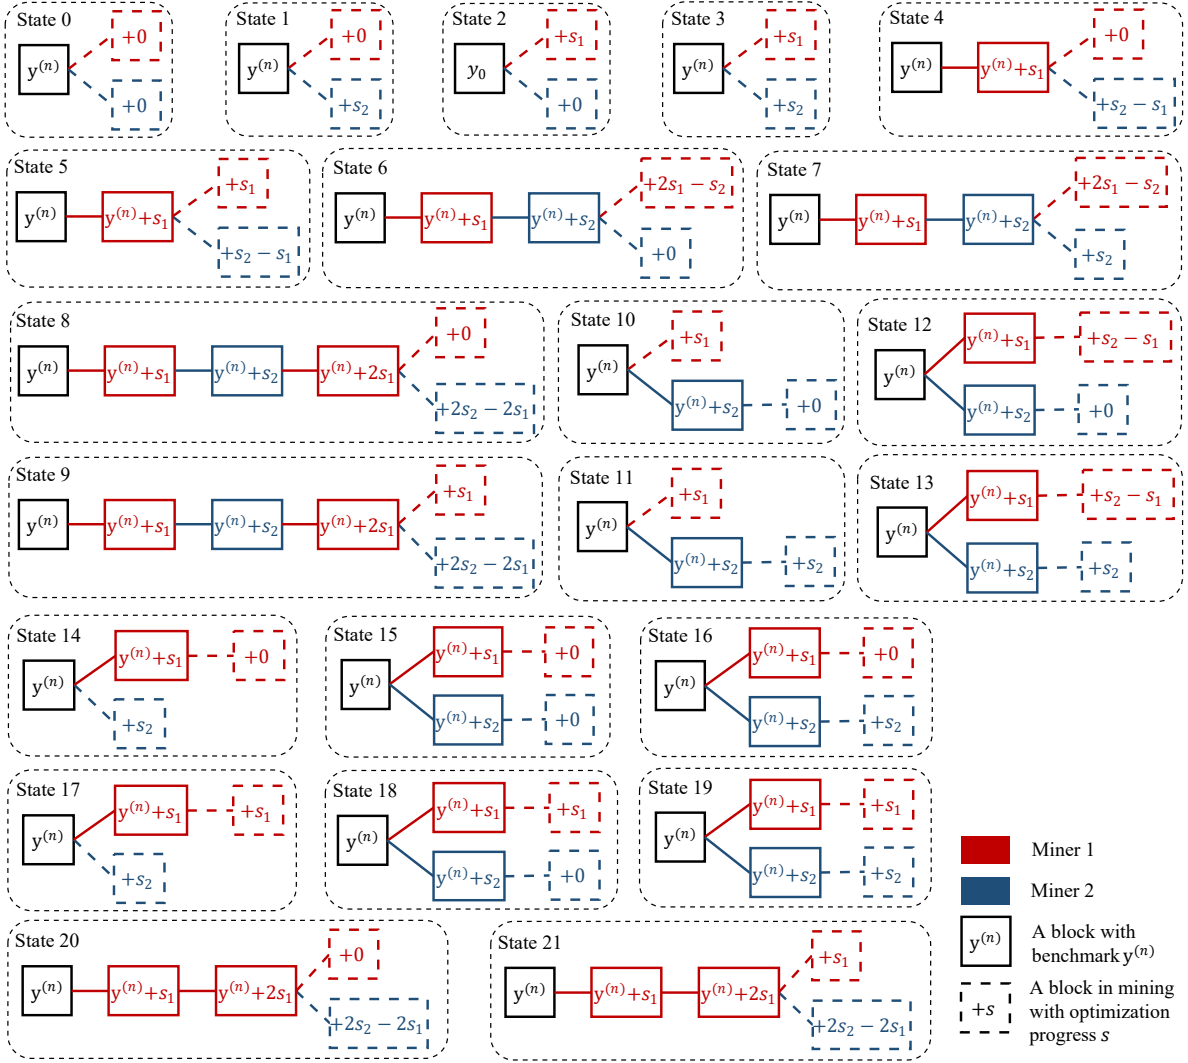 State 0
y⁽ⁿ⁾
+0
+0
State 1
y⁽ⁿ⁾
+0
+s₂
State 2
y₀
+s₁
+0
State 3
y⁽ⁿ⁾
+s₁
+s₂
State 4
y⁽ⁿ⁾
y⁽ⁿ⁾+s₁
+0
+s₂ − s₁
State 5
y⁽ⁿ⁾
y⁽ⁿ⁾+s₁
+s₁
+s₂ − s₁
State 6
y⁽ⁿ⁾
y⁽ⁿ⁾+s₁
y⁽ⁿ⁾+s₂
+2s₁ − s₂
+0
State 7
y⁽ⁿ⁾
y⁽ⁿ⁾+s₁
y⁽ⁿ⁾+s₂
+2s₁ − s₂
+s₂
State 8
y⁽ⁿ⁾
y⁽ⁿ⁾+s₁
y⁽ⁿ⁾+s₂
y⁽ⁿ⁾+2s₁
+0
+2s₂ − 2s₁
State 10
y⁽ⁿ⁾
+s₁
y⁽ⁿ⁾+s₂
+0
State 12
y⁽ⁿ⁾
y⁽ⁿ⁾+s₁
+s₂ − s₁
y⁽ⁿ⁾+s₂
+0
State 9
y⁽ⁿ⁾
y⁽ⁿ⁾+s₁
y⁽ⁿ⁾+s₂
y⁽ⁿ⁾+2s₁
+s₁
+2s₂ − 2s₁
State 11
y⁽ⁿ⁾
+s₁
y⁽ⁿ⁾+s₂
+s₂
State 13
y⁽ⁿ⁾
y⁽ⁿ⁾+s₁
+s₂ − s₁
y⁽ⁿ⁾+s₂
+s₂
State 14
y⁽ⁿ⁾
y⁽ⁿ⁾+s₁
+0
+s₂
State 15
y⁽ⁿ⁾
y⁽ⁿ⁾+s₁
+0
y⁽ⁿ⁾+s₂
+0
State 16
y⁽ⁿ⁾
y⁽ⁿ⁾+s₁
+0
y⁽ⁿ⁾+s₂
+s₂
State 17
y⁽ⁿ⁾
y⁽ⁿ⁾+s₁
+s₁
+s₂
State 18
y⁽ⁿ⁾
y⁽ⁿ⁾+s₁
+s₁
y⁽ⁿ⁾+s₂
+0
State 19
y⁽ⁿ⁾
y⁽ⁿ⁾+s₁
+s₁
y⁽ⁿ⁾+s₂
+s₂
State 20
y⁽ⁿ⁾
y⁽ⁿ⁾+s₁
y⁽ⁿ⁾+2s₁
+0
+2s₂ − 2s₁
State 21
y⁽ⁿ⁾
y⁽ⁿ⁾+s₁
y⁽ⁿ⁾+2s₁
+s₁
+2s₂ − 2s₁
Miner 1
Miner 2
y⁽ⁿ⁾
A block with
benchmark y⁽ⁿ⁾
+s
A block in mining
with optimization
progress s